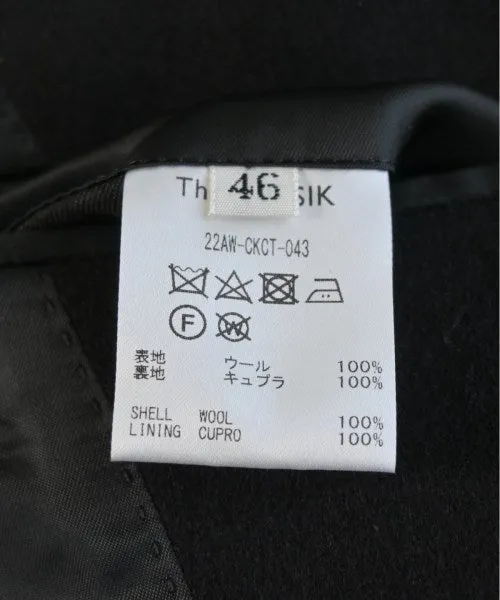 46
22AW-CKCT-043
F W
表地 ウール 100%
裏地 キュプラ 100%
SHELL WOOL 100%
LINING CUPRO 100%